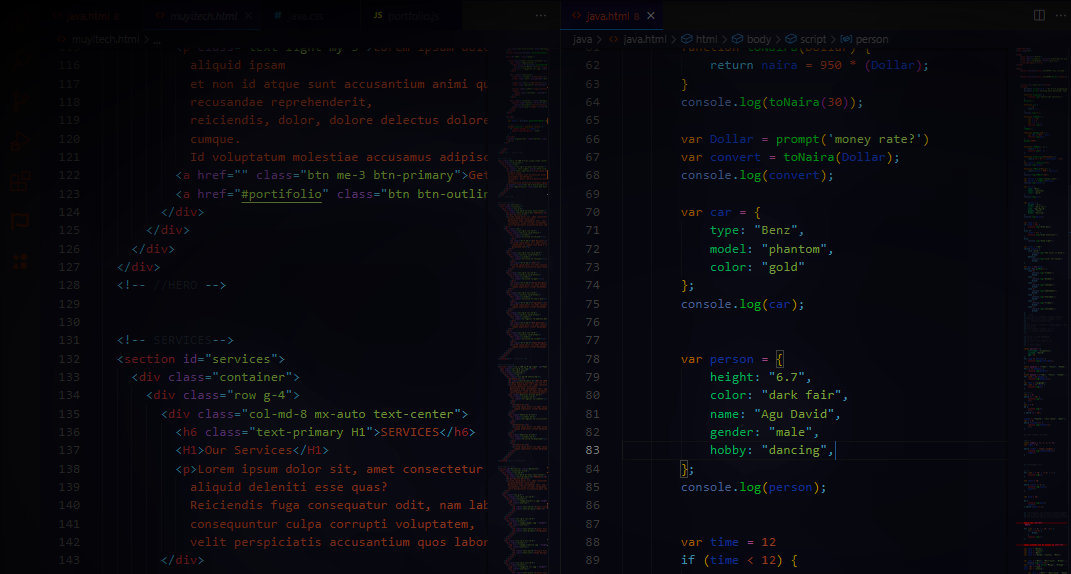 java.html 8
muyitech.html
java.css
JS portfolio.js
...
muyitech.html > ...
116 aliquid ipsam
117 et non id atque sunt accusantium animi qu
118 recusandae reprehenderit,
119 reiciendis, dolor, dolore delectus dolore
120 cumque.
121 Id voluptatum molestiae accusamus adipisc
122 <a href="" class="btn me-3 btn-primary">Get
123 <a href="#portifolio" class="btn btn-outlin
124 </div>
125 </div>
126 </div>
127 </div>
128 <!-- //HERO -->
129
130
131 <!-- SERVICES-->
132 <section id="services">
133 <div class="container">
134 <div class="row g-4">
135 <div class="col-md-8 mx-auto text-center">
136 <h6 class="text-primary H1">SERVICES</h6>
137 <H1>Our Services</H1>
138 <p>Lorem ipsum dolor sit, amet consectetur
139 aliquid deleniti esse quas?
140 Reiciendis fuga consequatur odit, nam lab
141 consequuntur culpa corrupti voluptatem,
142 velit perspiciatis accusantium quos labor
143 </div>
java.html 8
...
java > java.html > html > body > script > person
62 return naira = 950 * (Dollar);
63 }
64 console.log(toNaira(30));
65
66 var Dollar = prompt('money rate?')
67 var convert = toNaira(Dollar);
68 console.log(convert);
69
70 var car = {
71 type: "Benz",
72 model: "phantom",
73 color: "gold"
74 };
75 console.log(car);
76
77
78 var person = {
79 height: "6.7",
80 color: "dark fair",
81 name: "Agu David",
82 gender: "male",
83 hobby: "dancing",
84 };
85 console.log(person);
86
87
88 var time = 12
89 if (time < 12) {